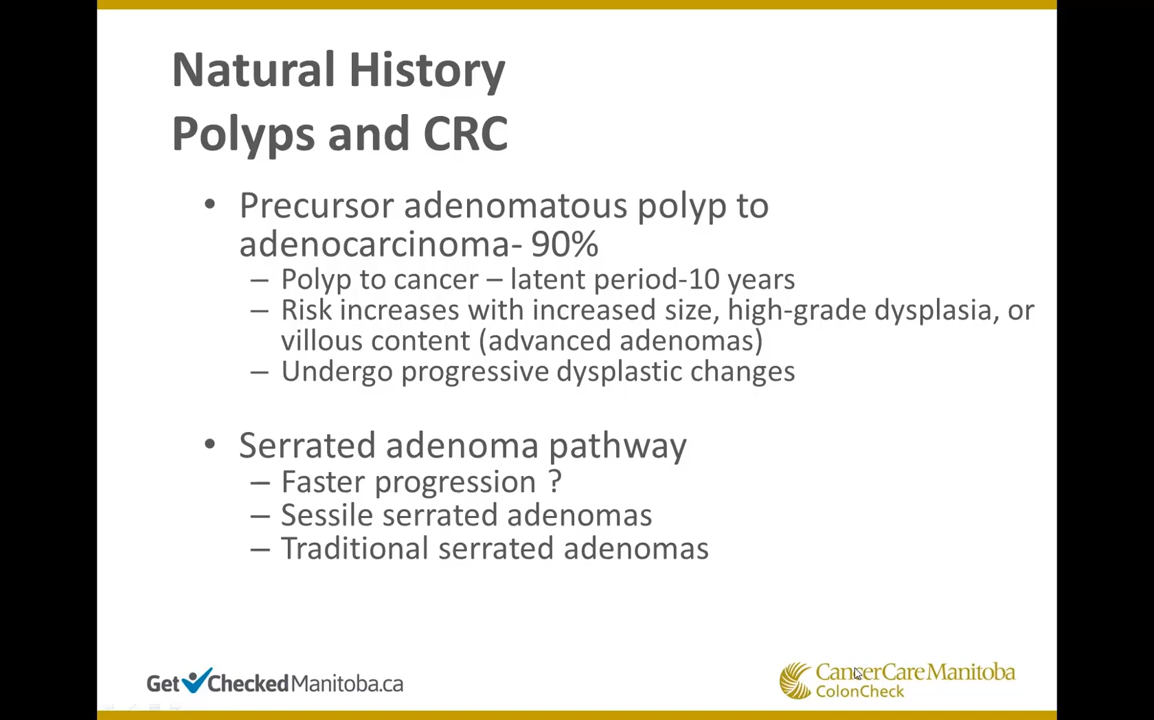 Natural History
Polyps and CRC
• Precursor adenomatous polyp to
adenocarcinoma- 90%
– Polyp to cancer – latent period-10 years
– Risk increases with increased size, high-grade dysplasia, or
villous content (advanced adenomas)
– Undergo progressive dysplastic changes
• Serrated adenoma pathway
– Faster progression ?
– Sessile serrated adenomas
– Traditional serrated adenomas
Get CheckedManitoba.ca
CancerCare Manitoba
ColonCheck